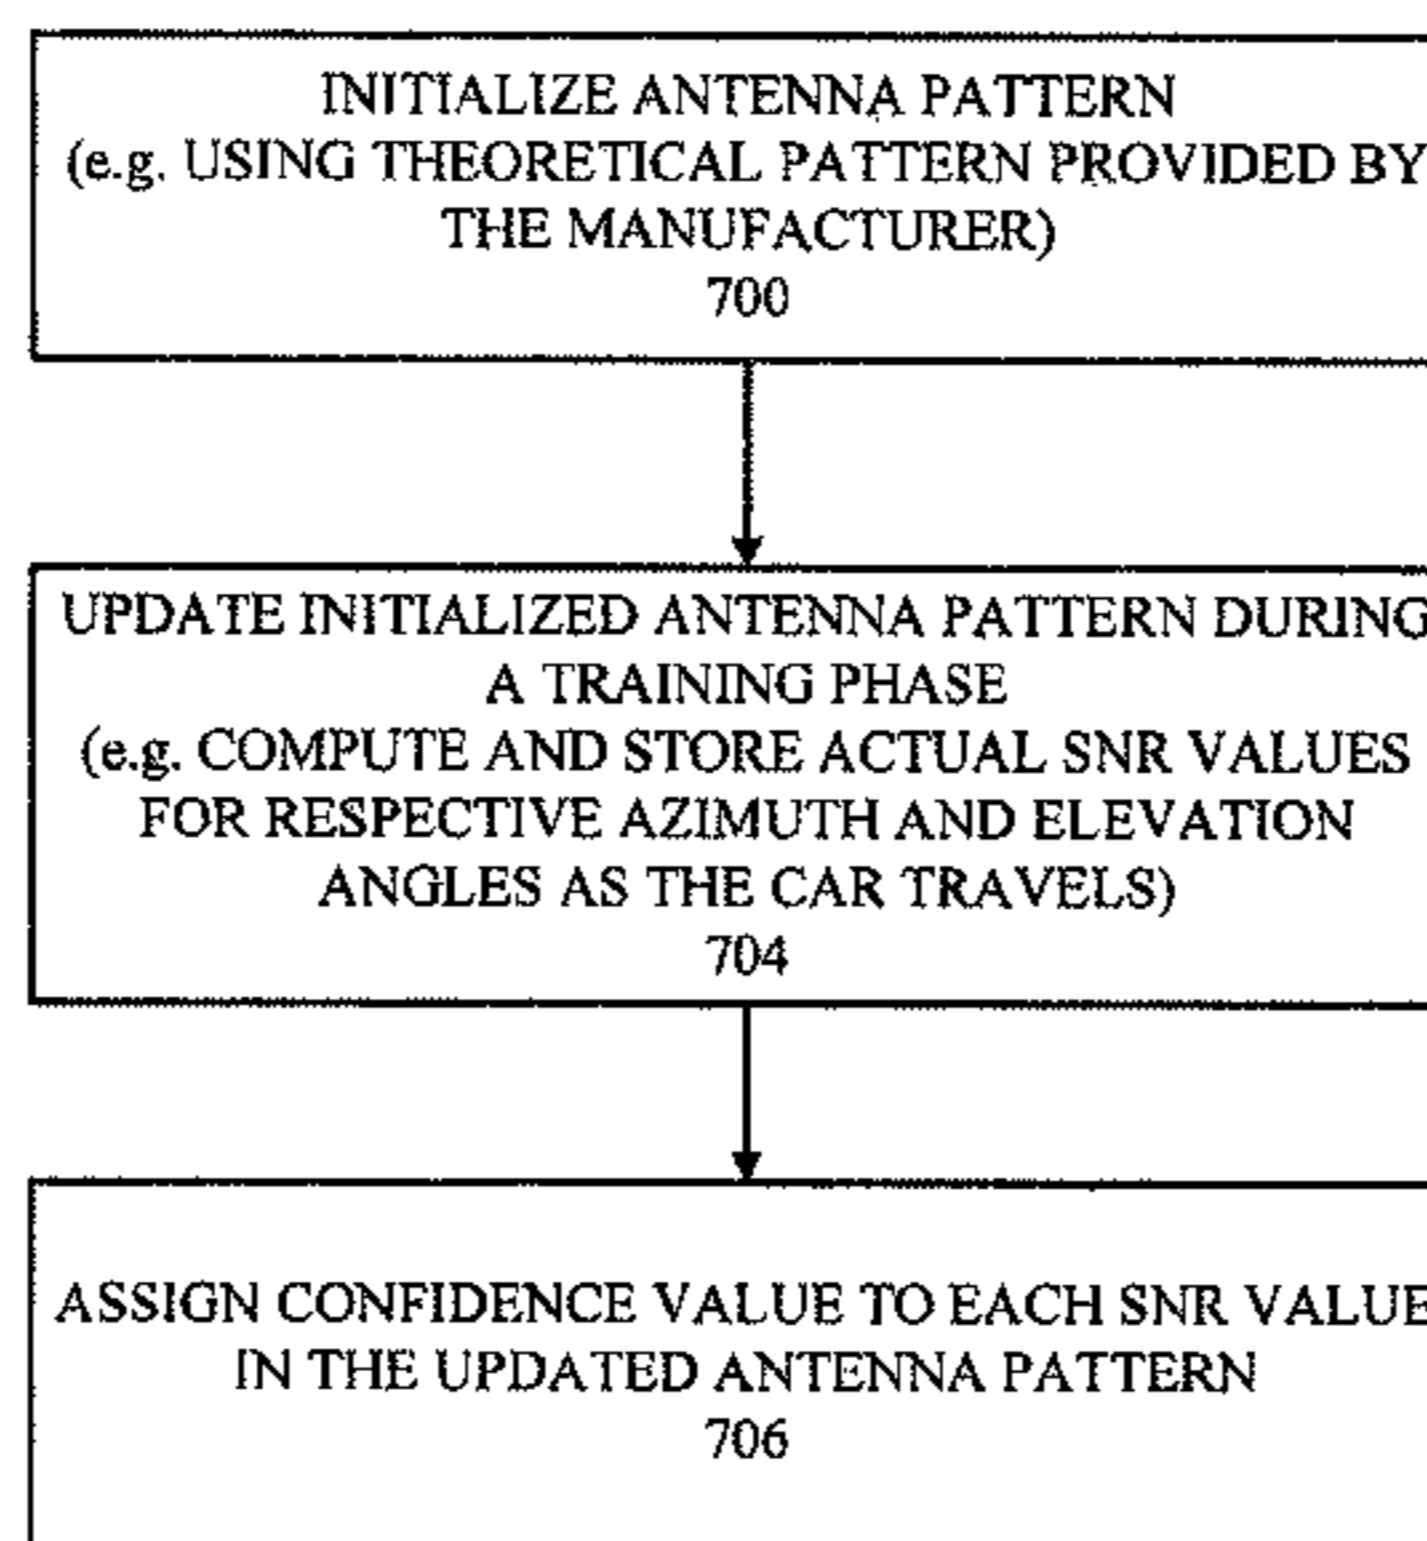 INITIALIZE ANTENNA PATTERN
(e.g. USING THEORETICAL PATTERN PROVIDED BY
THE MANUFACTURER)
700
UPDATE INITIALIZED ANTENNA PATTERN DURING
A TRAINING PHASE
(e.g. COMPUTE AND STORE ACTUAL SNR VALUES
FOR RESPECTIVE AZIMUTH AND ELEVATION
ANGLES AS THE CAR TRAVELS)
704
ASSIGN CONFIDENCE VALUE TO EACH SNR VALUE
IN THE UPDATED ANTENNA PATTERN
706